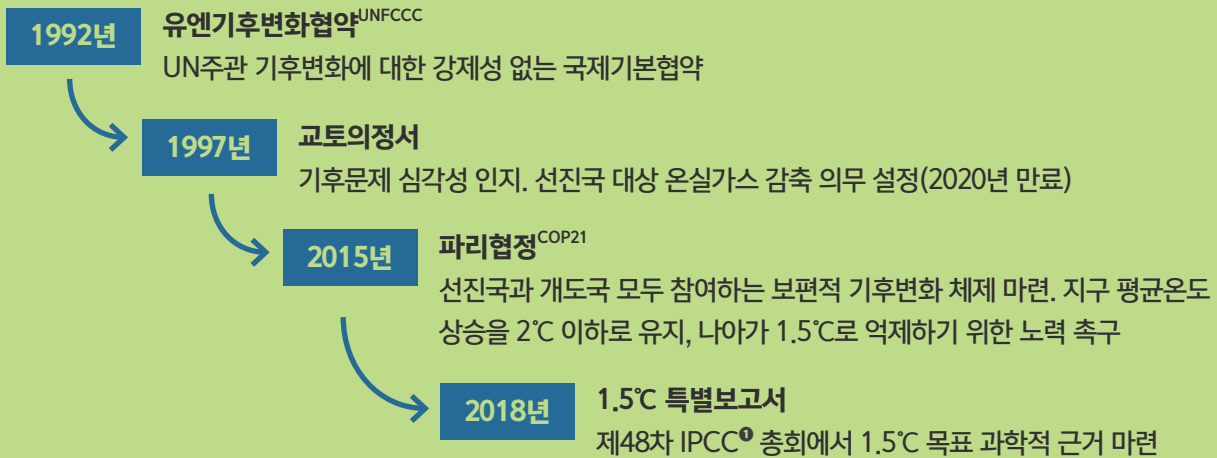 1992년
유엔기후변화협약UNFCCC
UN주관 기후변화에 대한 강제성 없는 국제기본협약
1997년
교토의정서
기후문제 심각성 인지. 선진국 대상 온실가스 감축 의무 설정(2020년 만료)
2015년
파리협정COP21
선진국과 개도국 모두 참여하는 보편적 기후변화 체제 마련. 지구 평균온도
상승을 2℃ 이하로 유지, 나아가 1.5℃로 억제하기 위한 노력 촉구
2018년
1.5℃ 특별보고서
제48차 IPCC❶ 총회에서 1.5℃ 목표 과학적 근거 마련